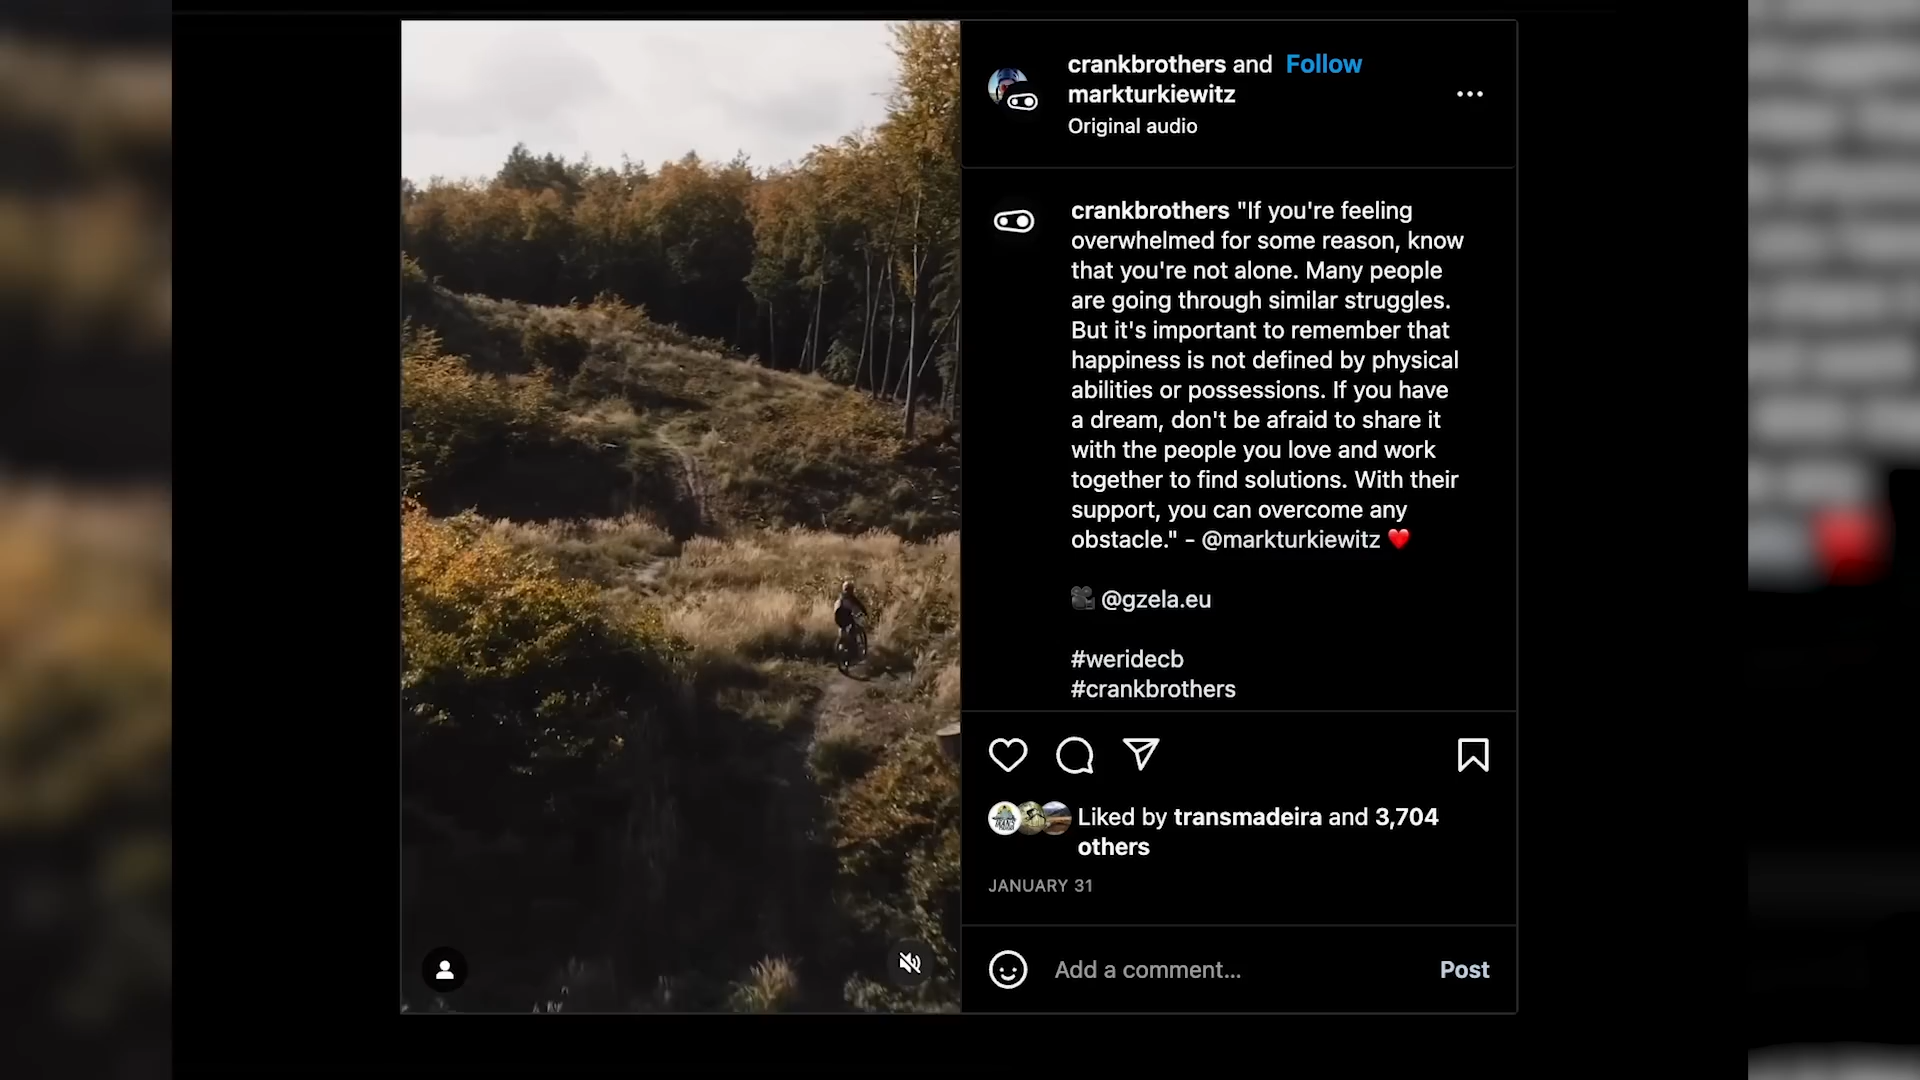 crankbrothers and Follow
markturkiewitz
Original audio
crankbrothers "If you're feeling
overwhelmed for some reason, know
that you're not alone. Many people
are going through similar struggles.
But it's important to remember that
happiness is not defined by physical
abilities or possessions. If you have
a dream, don't be afraid to share it
with the people you love and work
together to find solutions. With their
support, you can overcome any
obstacle." - @markturkiewitz ❤️
🎥 @gzela.eu
#weridecb
#crankbrothers
Liked by transmadeira and 3,704
others
JANUARY 31
Add a comment...
Post